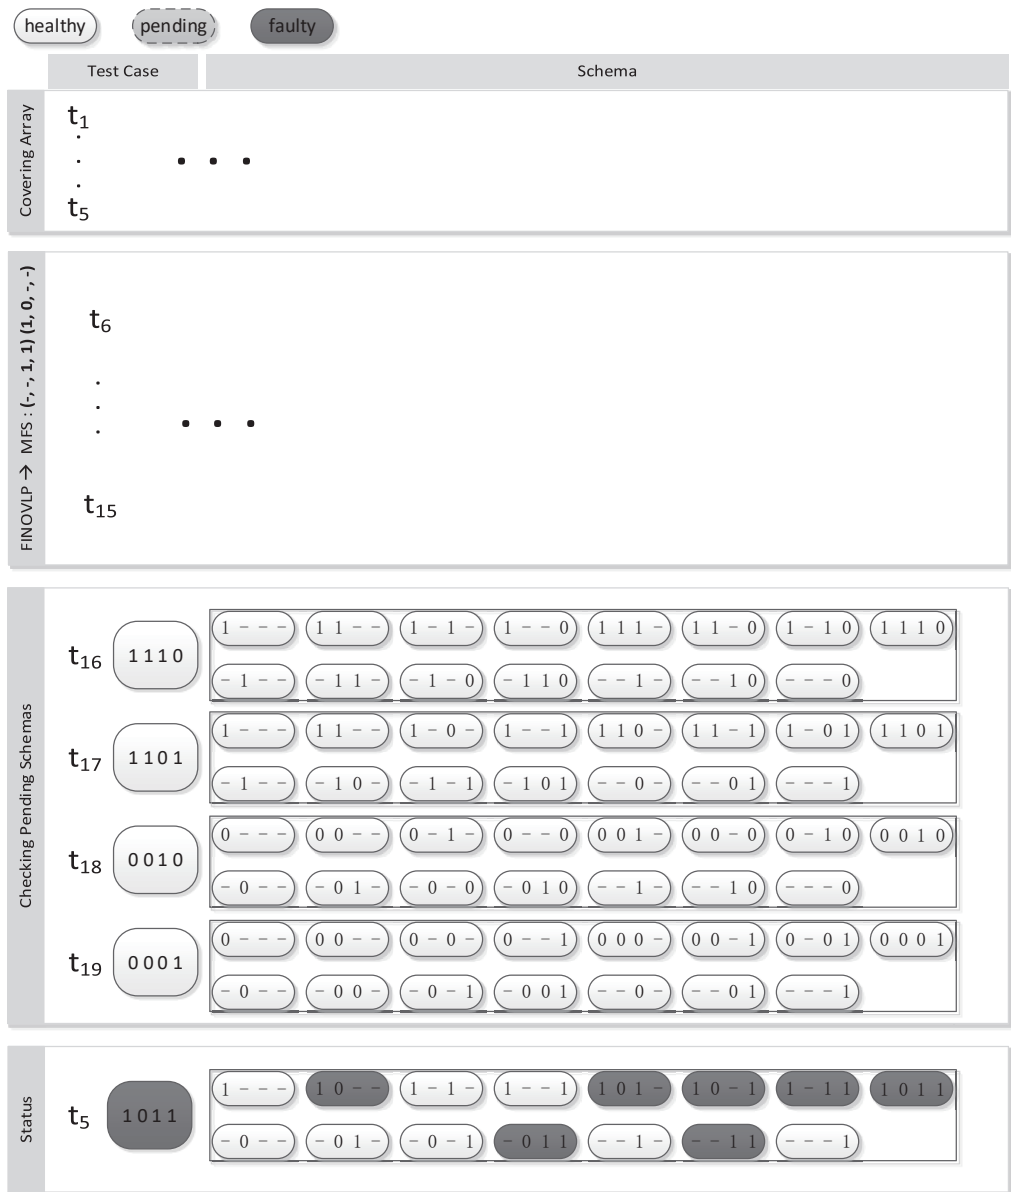 healthy pending faulty
Test Case Schema
Covering Array
t1
. . .
t5
FINOVLP → MFS : (-, -, 1, 1) (1, 0, -, -)
t6
. . .
t15
Checking Pending Schemas
t16 1110
1 - - - 1 1 - - 1 - 1 - 1 - - 0 1 1 1 - 1 1 - 0 1 - 1 0 1 1 1 0
- 1 - - - 1 1 - - 1 - 0 - 1 1 0 - - 1 - - - 1 0 - - - 0
t17 1101
1 - - - 1 1 - - 1 - 0 - 1 - - 1 1 1 0 - 1 1 - 1 1 - 0 1 1 1 0 1
- 1 - - - 1 0 - - 1 - 1 - 1 0 1 - - 0 - - - 0 1 - - - 1
t18 0010
0 - - - 0 0 - - 0 - 1 - 0 - - 0 0 0 1 - 0 0 - 0 0 - 1 0 0 0 1 0
- 0 - - - 0 1 - - 0 - 0 - 0 1 0 - - 1 - - - 1 0 - - - 0
t19 0001
0 - - - 0 0 - - 0 - 0 - 0 - - 1 0 0 0 - 0 0 - 1 0 - 0 1 0 0 0 1
- 0 - - - 0 0 - - 0 - 1 - 0 0 1 - - 0 - - - 0 1 - - - 1
Status
t5 1011
1 - - - 1 0 - - 1 - 1 - 1 - - 1 1 0 1 - 1 0 - 1 1 - 1 1 1 0 1 1
- 0 - - - 0 1 - - 0 - 1 - 0 1 1 - - 1 - - - 1 1 - - - 1